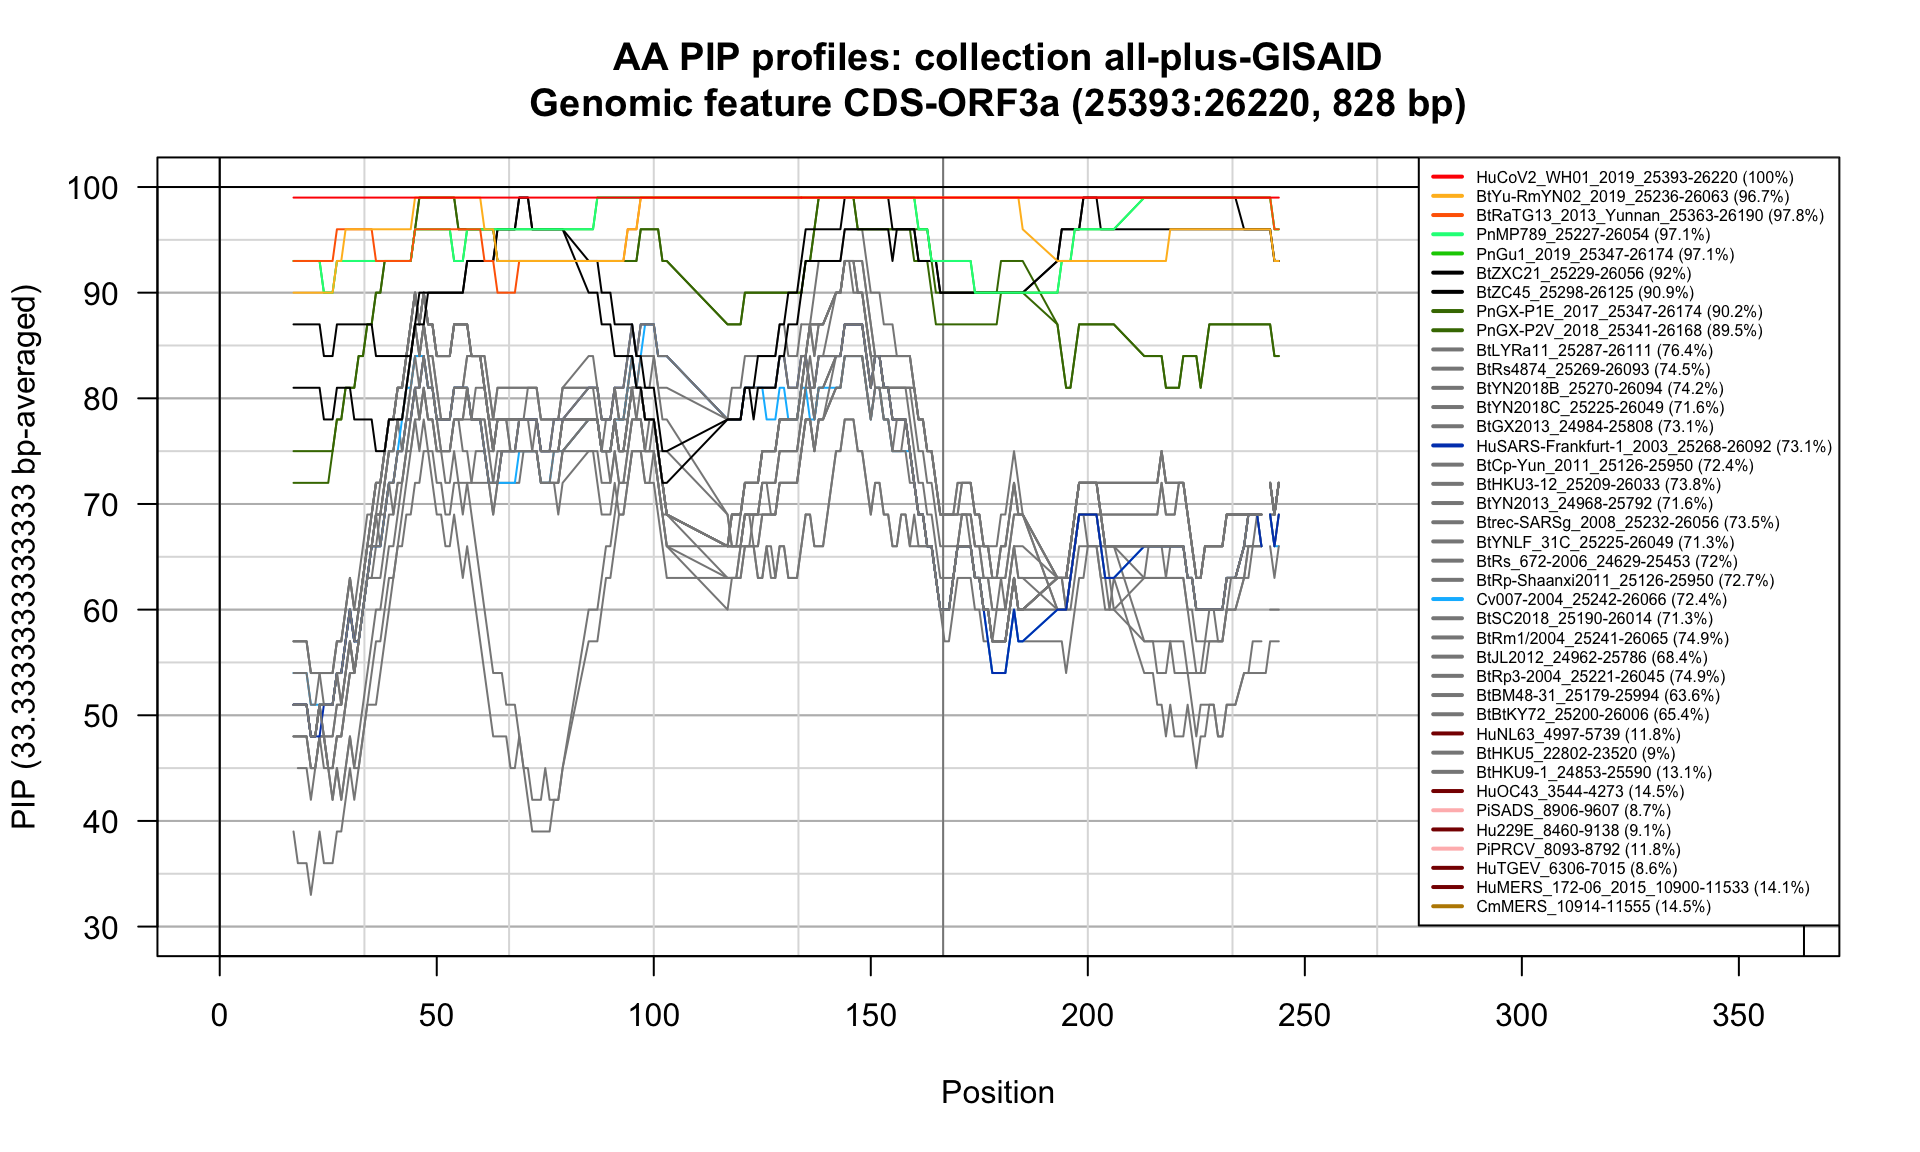 AA PIP profiles: collection all-plus-GISAID
Genomic feature CDS-ORF3a (25393:26220, 828 bp)
PIP (33.3333333333333 bp-averaged)
100
90
80
70
60
50
40
30
0
50
100
150
200
250
300
350
Position
HuCoV2_WH01_2019_25393-26220 (100%)
BtYu-RmYN02_2019_25236-26063 (96.7%)
BtRaTG13_2013_Yunnan_25363-26190 (97.8%)
PnMP789_25227-26054 (97.1%)
PnGu1_2019_25347-26174 (97.1%)
BtZXC21_25229-26056 (92%)
BtZC45_25298-26125 (90.9%)
PnGX-P1E_2017_25347-26174 (90.2%)
PnGX-P2V_2018_25341-26168 (89.5%)
BtLYRa11_25287-26111 (76.4%)
BtRs4874_25269-26093 (74.5%)
BtYN2018B_25270-26094 (74.2%)
BtYN2018C_25225-26049 (71.6%)
BtGX2013_24984-25808 (73.1%)
HuSARS-Frankfurt-1_2003_25268-26092 (73.1%)
BtCp-Yun_2011_25126-25950 (72.4%)
BtHKU3-12_25209-26033 (73.8%)
BtYN2013_24968-25792 (71.6%)
Btrec-SARSg_2008_25232-26056 (73.5%)
BtYNLF_31C_25225-26049 (71.3%)
BtRs_672-2006_24629-25453 (72%)
BtRp-Shaanxi2011_25126-25950 (72.7%)
Cv007-2004_25242-26066 (72.4%)
BtSC2018_25190-26014 (71.3%)
BtRm1/2004_25241-26065 (74.9%)
BtJL2012_24962-25786 (68.4%)
BtRp3-2004_25221-26045 (74.9%)
BtBM48-31_25179-25994 (63.6%)
BtBtKY72_25200-26006 (65.4%)
HuNL63_4997-5739 (11.8%)
BtHKU5_22802-23520 (9%)
BtHKU9-1_24853-25590 (13.1%)
HuOC43_3544-4273 (14.5%)
PiSADS_8906-9607 (8.7%)
Hu229E_8460-9138 (9.1%)
PiPRCV_8093-8792 (11.8%)
HuTGEV_6306-7015 (8.6%)
HuMERS_172-06_2015_10900-11533 (14.1%)
CmMERS_10914-11555 (14.5%)